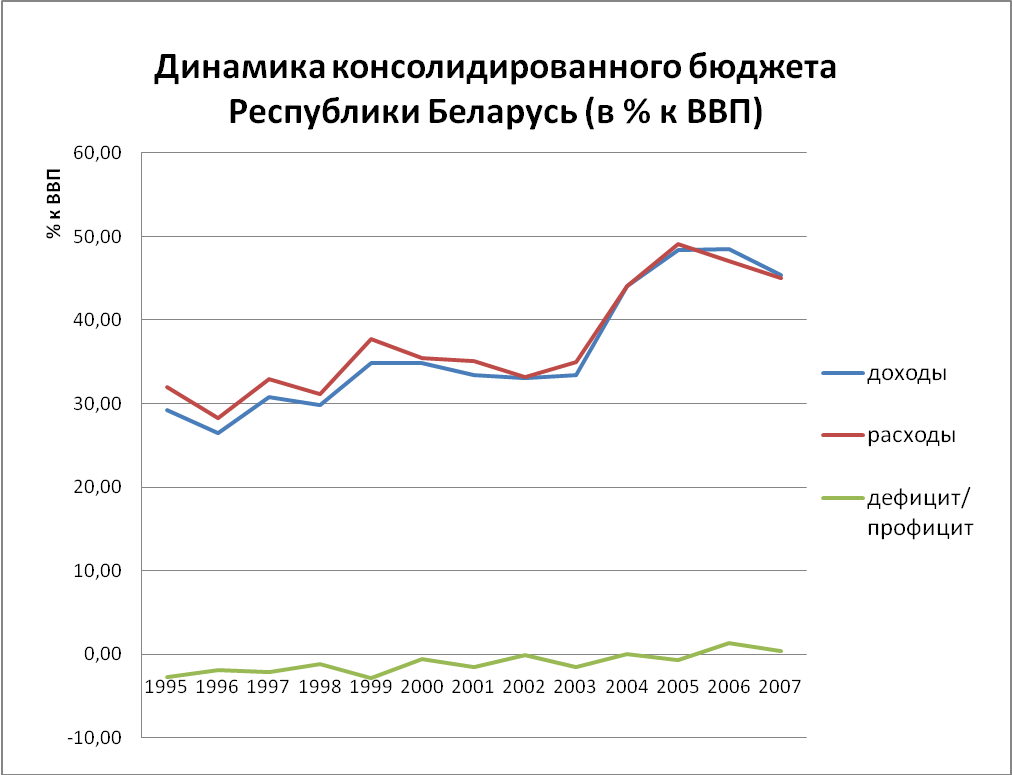 Динамика консолидированного бюджета
Республики Беларусь (в % к ВВП)
% к ВВП
60,00
50,00
40,00
30,00
20,00
10,00
0,00
-10,00
1995 1996 1997 1998 1999 2000 2001 2002 2003 2004 2005 2006 2007
доходы
расходы
дефицит/
профицит